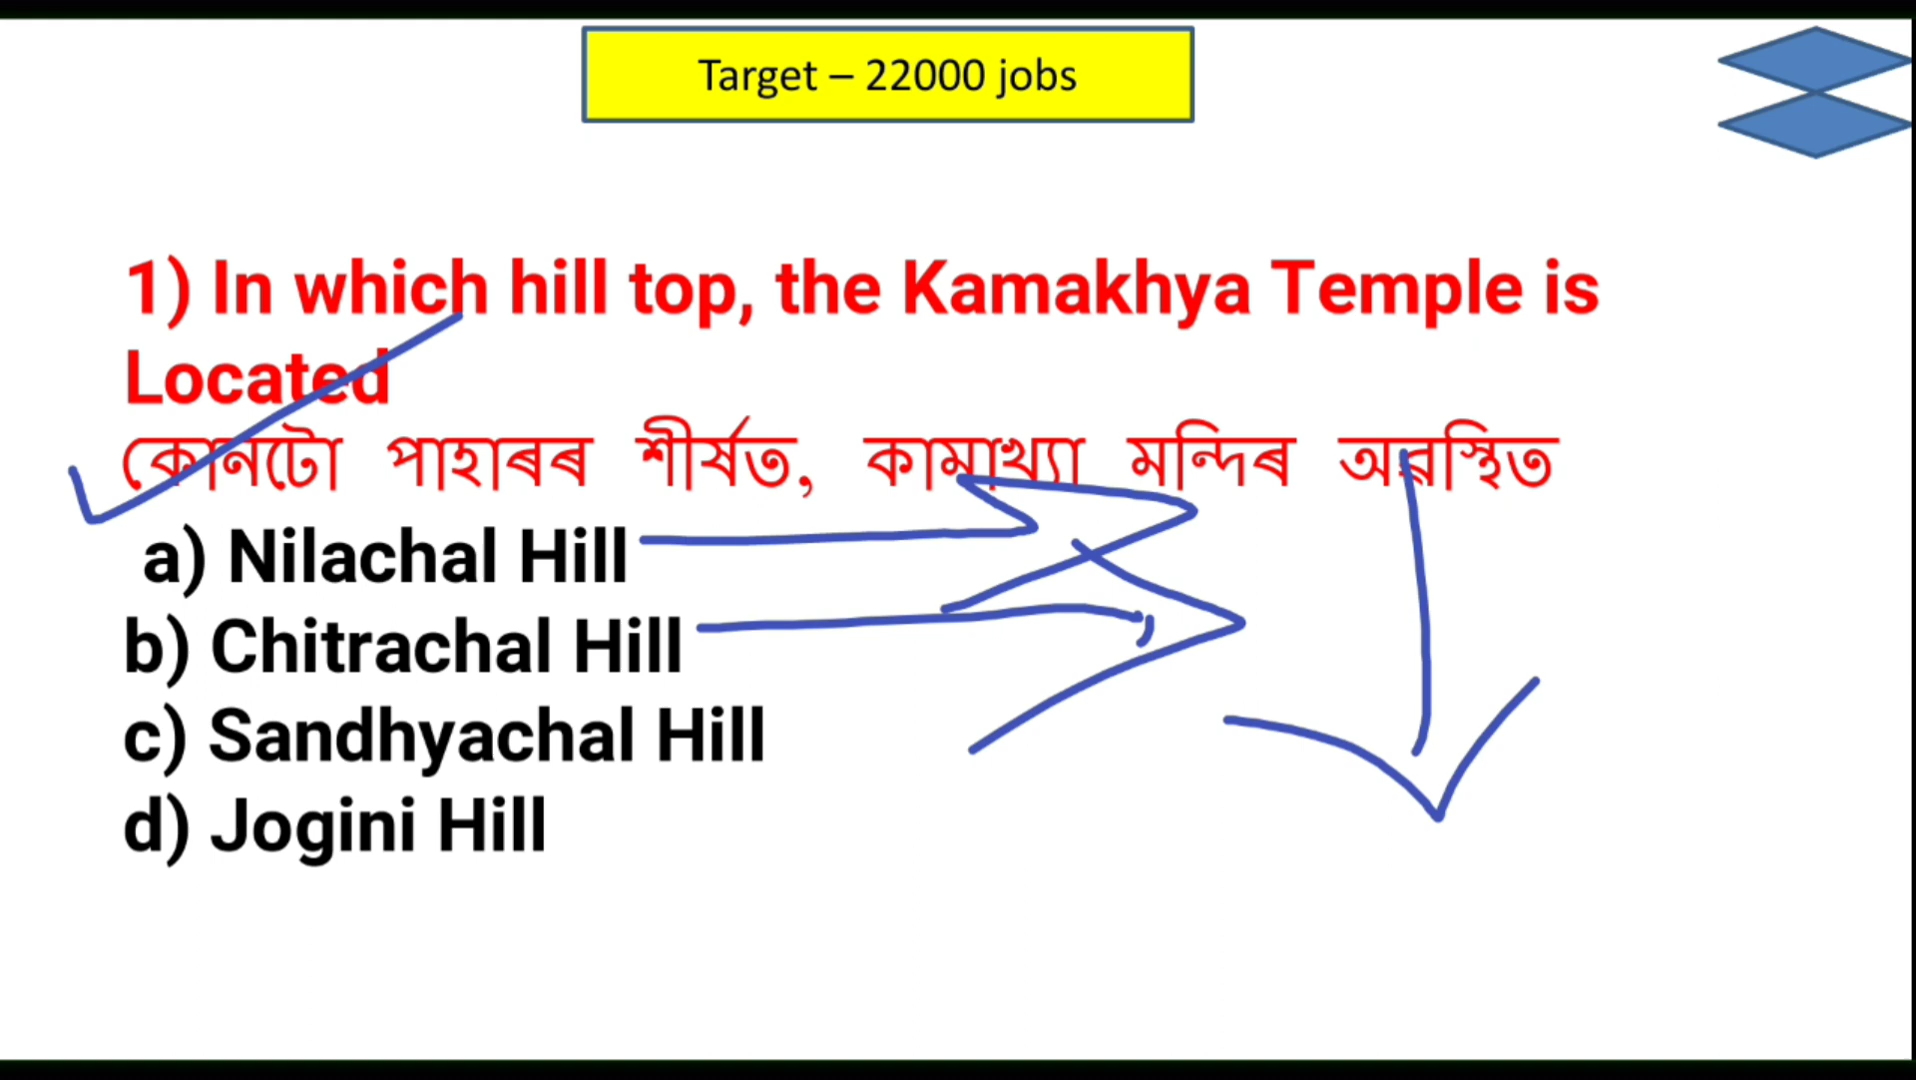 Target – 22000 jobs
1) In which hill top, the Kamakhya Temple is
Located
কোনটো পাহাৰৰ শীৰ্ষত, কামাখ্যা মন্দিৰ অৱস্থিত
a) Nilachal Hill
b) Chitrachal Hill
c) Sandhyachal Hill
d) Jogini Hill